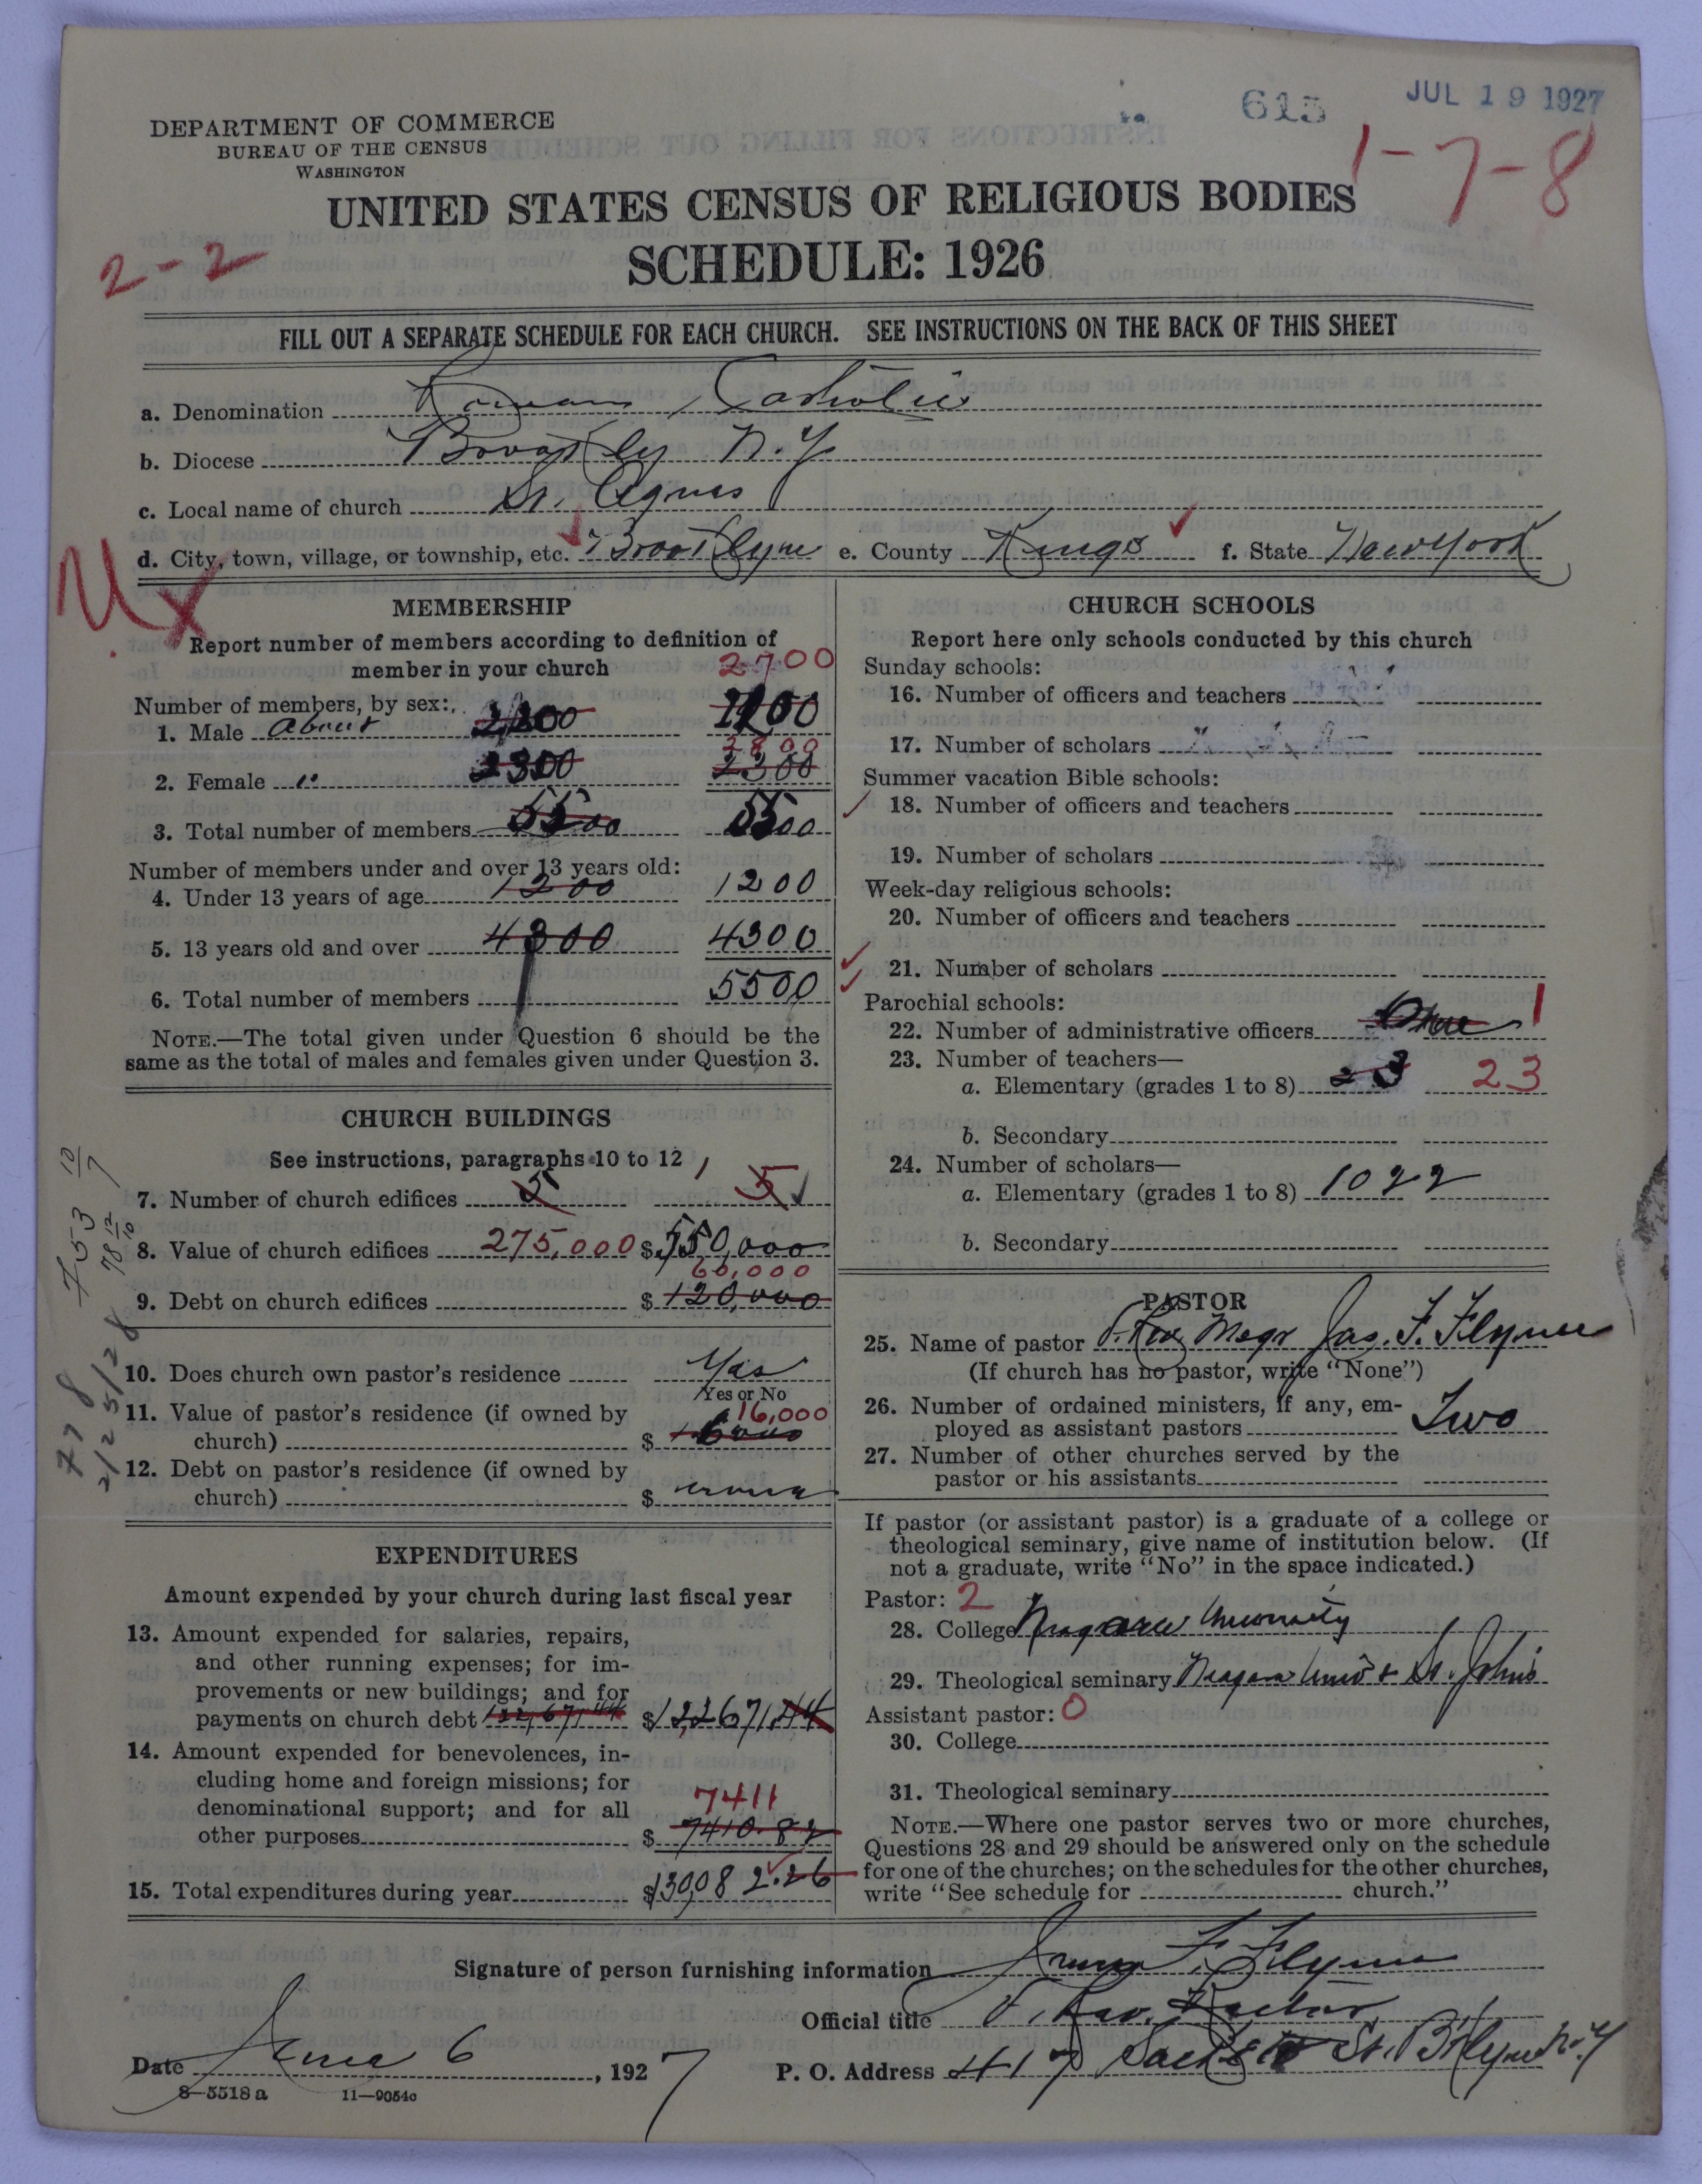 615 JUL 19 1927
DEPARTMENT OF COMMERCE
BUREAU OF THE CENSUS
WASHINGTON
1-7-8
UNITED STATES CENSUS OF RELIGIOUS BODIES
2-2
SCHEDULE: 1926
FILL OUT A SEPARATE SCHEDULE FOR EACH CHURCH. SEE INSTRUCTIONS ON THE BACK OF THIS SHEET
a. Denomination Roman Catholic
b. Diocese Brooklyn N.Y.
c. Local name of church St. Agnes
d. City, town, village, or township, etc. Brooklyn e. County Kings f. State New York
MEMBERSHIP
Report number of members according to definition of
member in your church
2700
Number of members, by sex:
1. Male About
2800
2. Female " 2300 2300
3. Total number of members 5500 5500
Number of members under and over 13 years old:
4. Under 13 years of age 1200 1200
5. 13 years old and over 4300 4300
6. Total number of members 5500
NOTE.—The total given under Question 6 should be the
same as the total of males and females given under Question 3.
CHURCH BUILDINGS
See instructions, paragraphs 10 to 12
7. Number of church edifices 5 5 1
8. Value of church edifices 275,000 $550,000
60,000
9. Debt on church edifices $120,000
10. Does church own pastor's residence Yes
Yes or No
11. Value of pastor's residence (if owned by
16,000
church) $16000
12. Debt on pastor's residence (if owned by
church) $ none
EXPENDITURES
Amount expended by your church during last fiscal year
13. Amount expended for salaries, repairs,
and other running expenses; for im-
provements or new buildings; and for
payments on church debt 122,671.44 $122671.44
14. Amount expended for benevolences, in-
cluding home and foreign missions; for
denominational support; and for all
7411
other purposes $7410.82
15. Total expenditures during year $130,082.26
CHURCH SCHOOLS
Report here only schools conducted by this church
Sunday schools:
16. Number of officers and teachers
17. Number of scholars
Summer vacation Bible schools:
18. Number of officers and teachers
19. Number of scholars
Week-day religious schools:
20. Number of officers and teachers
21. Number of scholars
Parochial schools:
22. Number of administrative officers One 1
23. Number of teachers—
a. Elementary (grades 1 to 8) 23 23
b. Secondary
24. Number of scholars—
a. Elementary (grades 1 to 8) 1022
b. Secondary
PASTOR
25. Name of pastor Rev Msgr Jas. F. Flynn
(If church has no pastor, write "None")
26. Number of ordained ministers, if any, em-
ployed as assistant pastors Two
27. Number of other churches served by the
pastor or his assistants
If pastor (or assistant pastor) is a graduate of a college or
theological seminary, give name of institution below. (If
not a graduate, write "No" in the space indicated.)
Pastor: 2
28. College Niagara University
29. Theological seminary Niagara Univ & St. John's
Assistant pastor: 0
30. College
31. Theological seminary
NOTE.—Where one pastor serves two or more churches,
Questions 28 and 29 should be answered only on the schedule
for one of the churches; on the schedules for the other churches,
write "See schedule for church."
Signature of person furnishing information James F. Flynn
Official title V. Rev. Rector
Date June 6, 1927 P. O. Address 417 Sackett St. Bklyn N.Y
8-5518a 11-9054c